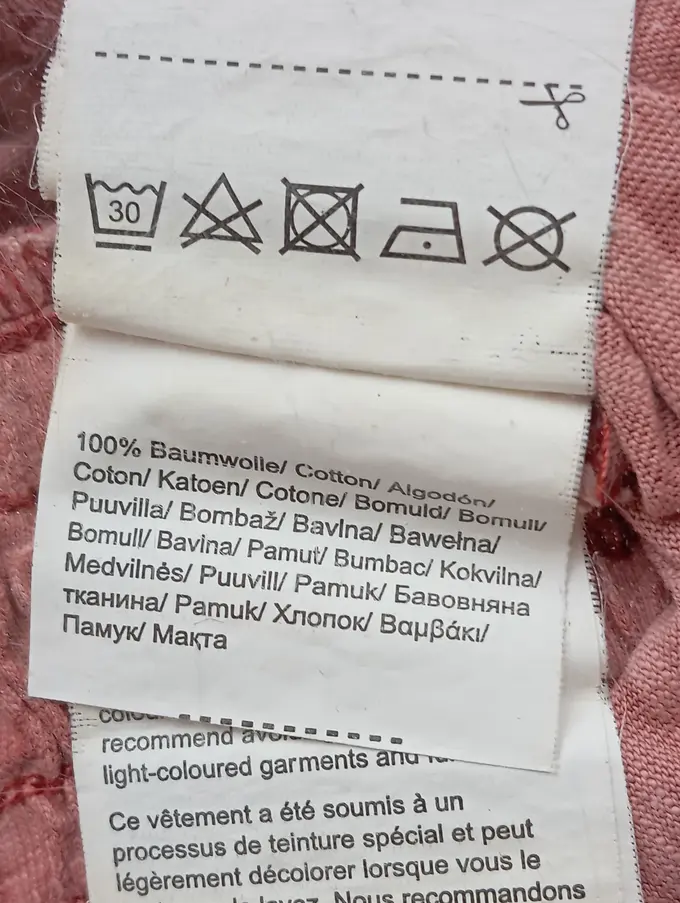 30
100% Baumwolle/ Cotton/ Algodón/
Coton/ Katoen/ Cotone/ Bomuld/ Bomull/
Puuvilla/ Bombaž/ Bavlna/ Bawełna/
Bomull/ Bavlna/ Pamut/ Bumbac/ Kokvilna/
Medvilnės/ Puuvill/ Pamuk/ Бавовняна
тканина/ Pamuk/ Хлопок/ Βαμβάκι/
Памук/ Мақта
recommend
light-coloured garments and
Ce vêtement a été soumis à un
processus de teinture spécial et peut
légèrement décolorer lorsque vous le
Nous recommandons